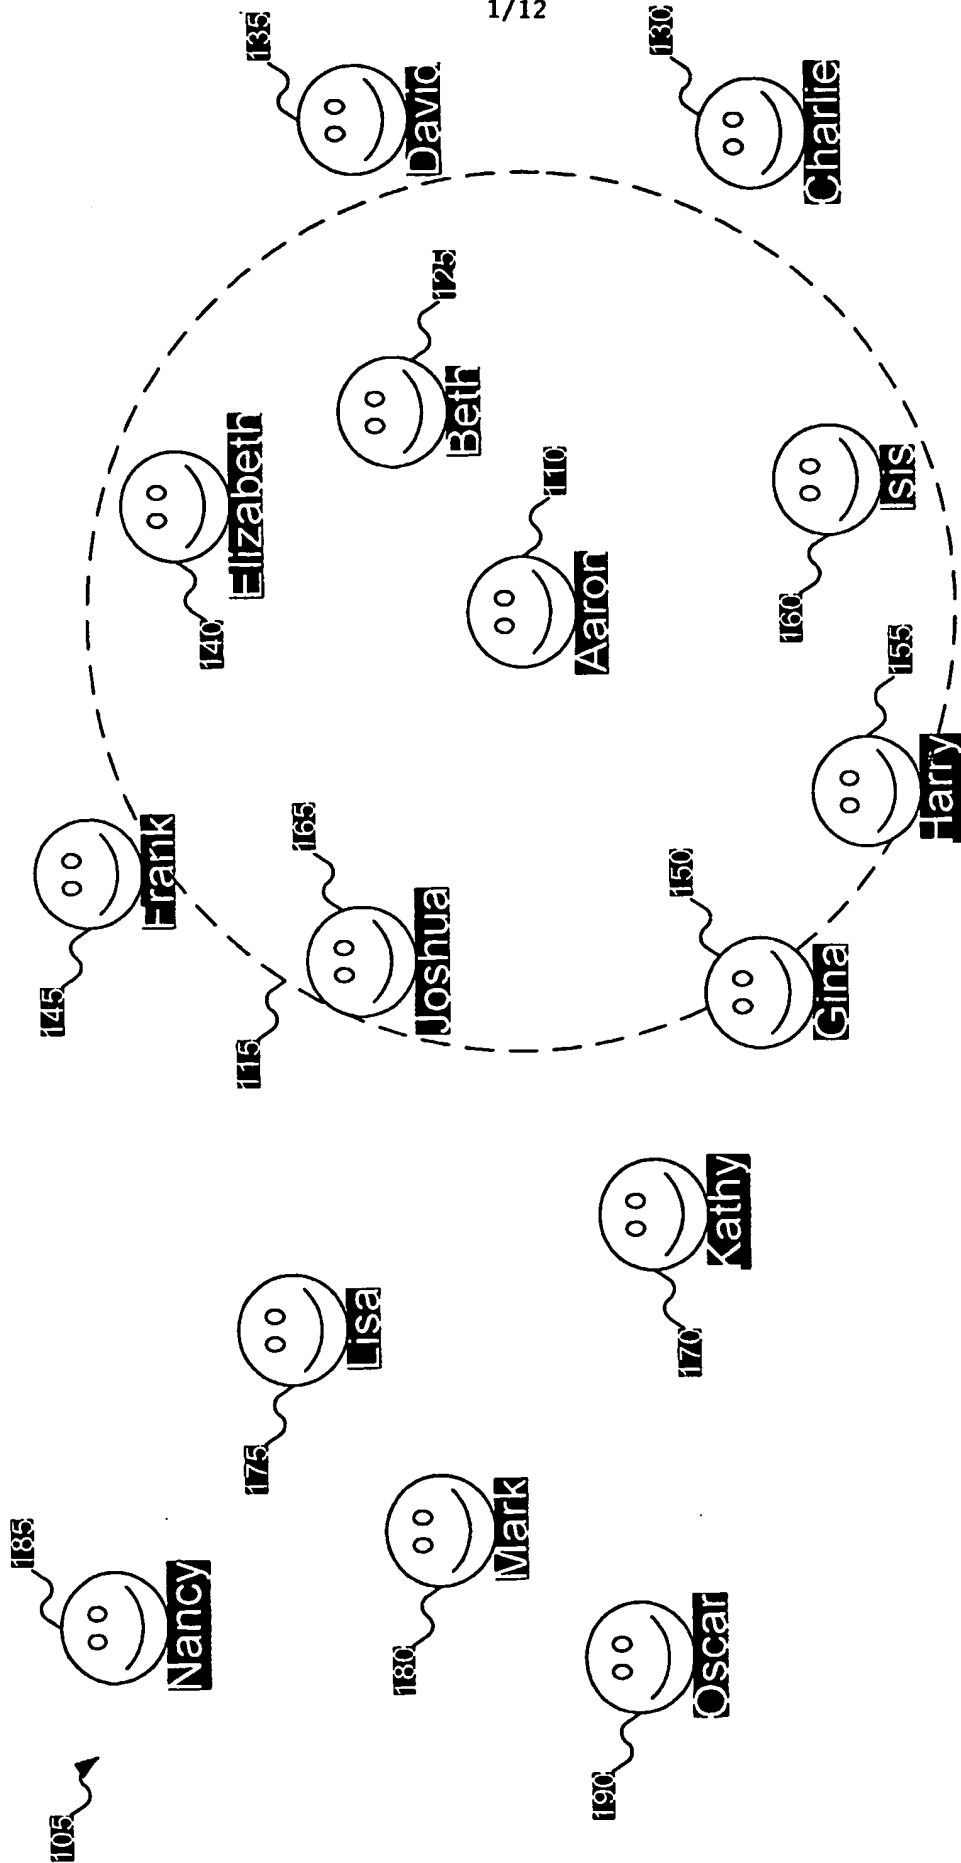 1/12
105
185
Nancy
190
Oscar
180
Mark
175
Lisa
170
Kathy
115
145
Frank
165
Joshua
150
Gina
155
Harry
140
Elizabeth
110
Aaron
160
Isis
125
Beth
135
David
130
Charlie